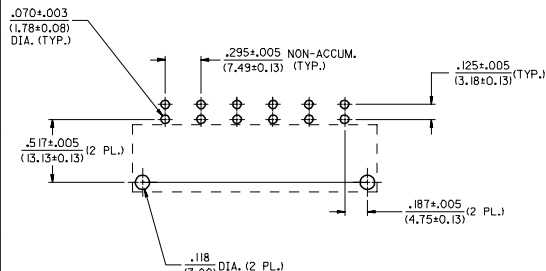 .070±.003
(1.78±0.08)
DIA. (TYP.)
.295±.005 NON-ACCUM.
(7.49±0.13) (TYP.)
.125±.005 (TYP.)
(3.18±0.13)
.517±.005 (2 PL.)
(13.13±0.13)
.187±.005 (2 PL.)
(4.75±0.13)
.118 DIA. (2 PL.)